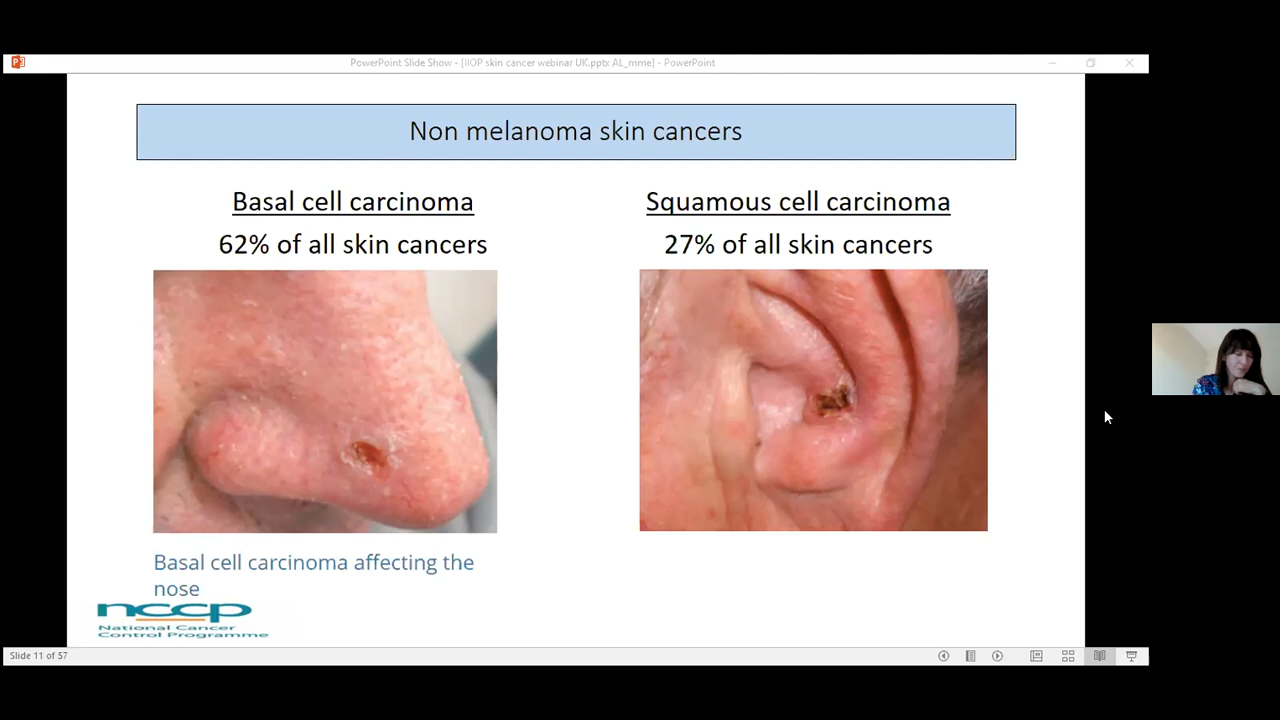 PowerPoint Slide Show - [IIOP skin cancer webinar UK.pptx AL_mme] - PowerPoint
Non melanoma skin cancers
Basal cell carcinoma
62% of all skin cancers
Squamous cell carcinoma
27% of all skin cancers
Basal cell carcinoma affecting the
nose
nccp
National Cancer
Control Programme
Slide 11 of 57